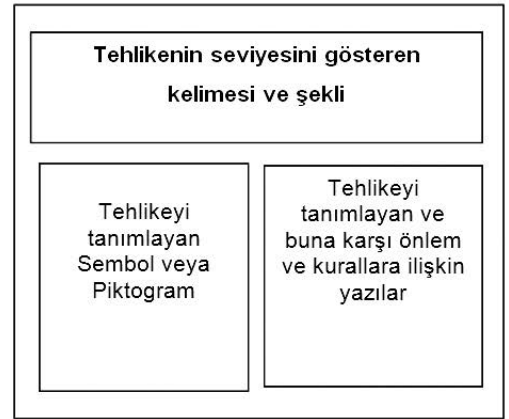 Tehlikenin seviyesini gösteren
kelimesi ve şekli
Tehlikeyi
tanımlayan
Sembol veya
Piktogram
Tehlikeyi
tanımlayan ve
buna karşı önlem
ve kurallara ilişkin
yazılar